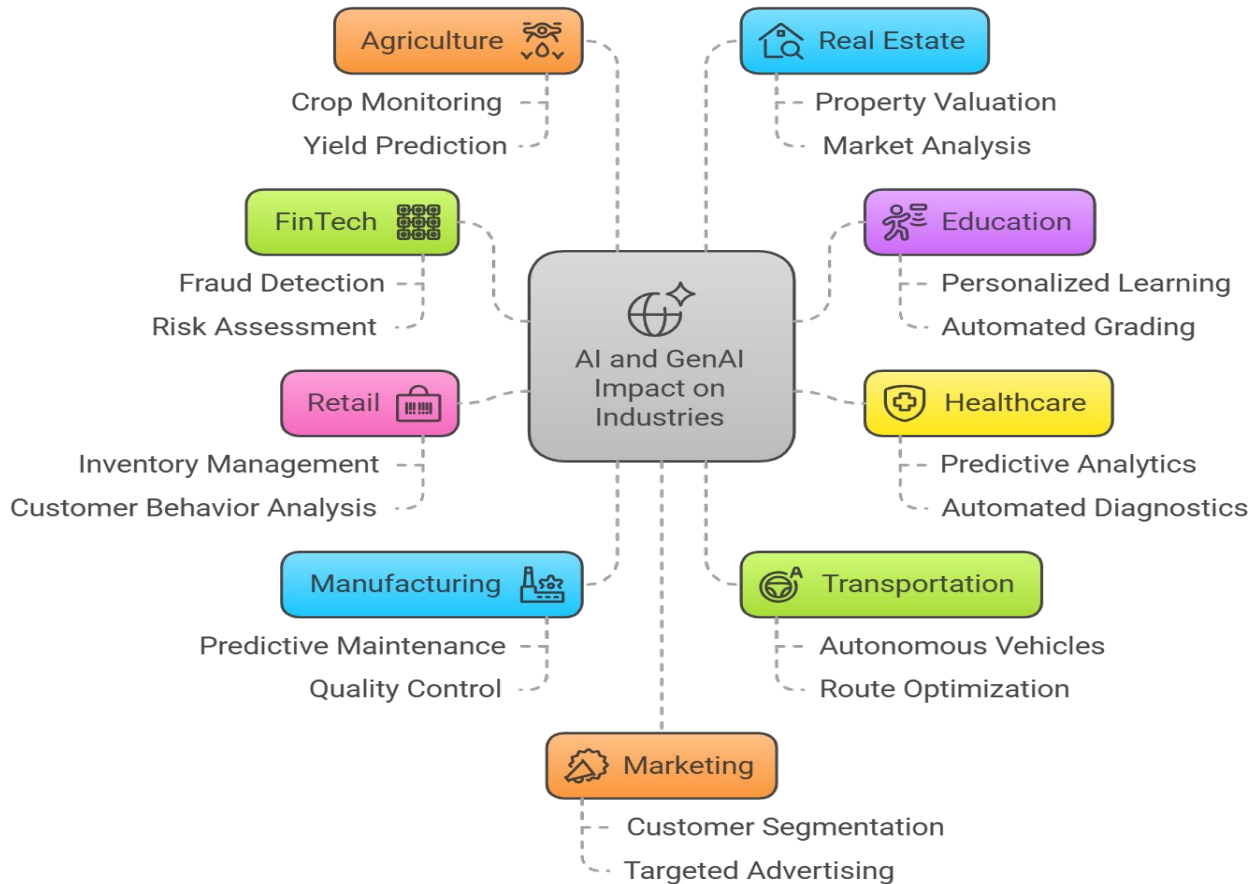 Agriculture
Crop Monitoring
Yield Prediction
Real Estate
Property Valuation
Market Analysis
FinTech
Fraud Detection
Risk Assessment
Education
Personalized Learning
Automated Grading
AI and GenAI
Impact on
Industries
Retail
Inventory Management
Customer Behavior Analysis
Healthcare
Predictive Analytics
Automated Diagnostics
Manufacturing
Predictive Maintenance
Quality Control
A
Transportation
Autonomous Vehicles
Route Optimization
Marketing
Customer Segmentation
Targeted Advertising